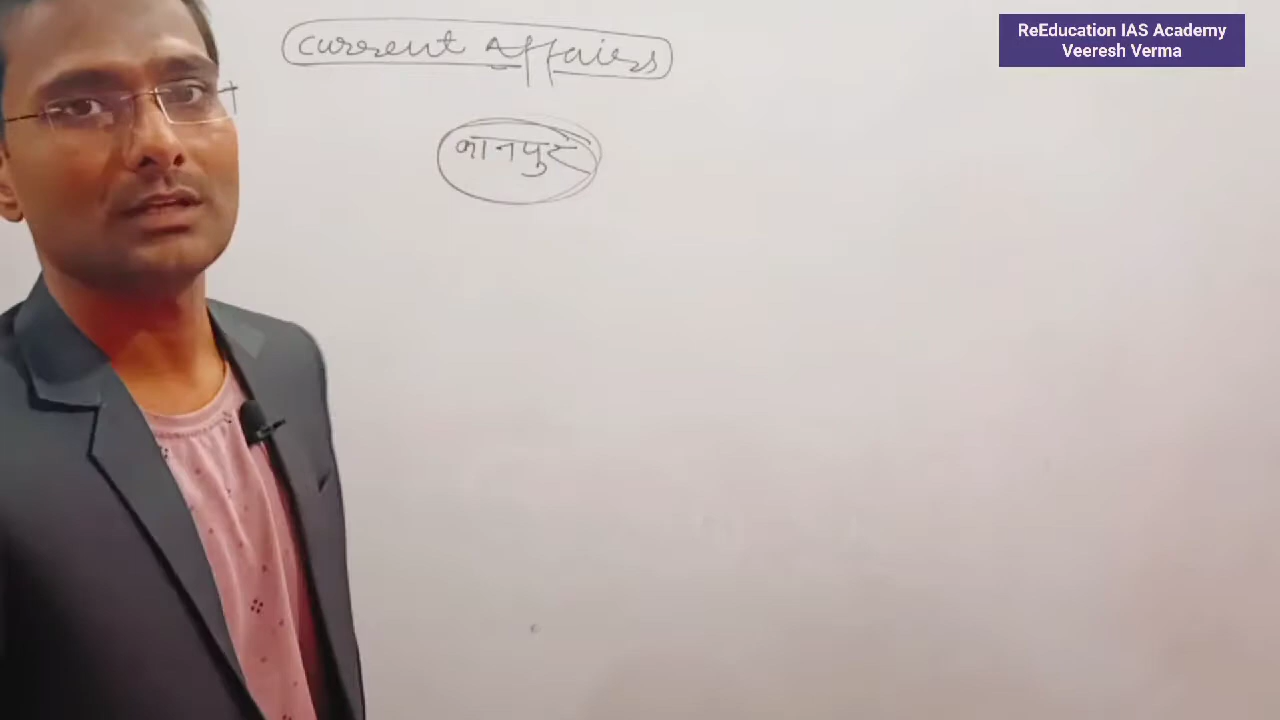 Current Affairs
कानपुर
ReEducation IAS Academy
Veeresh Verma